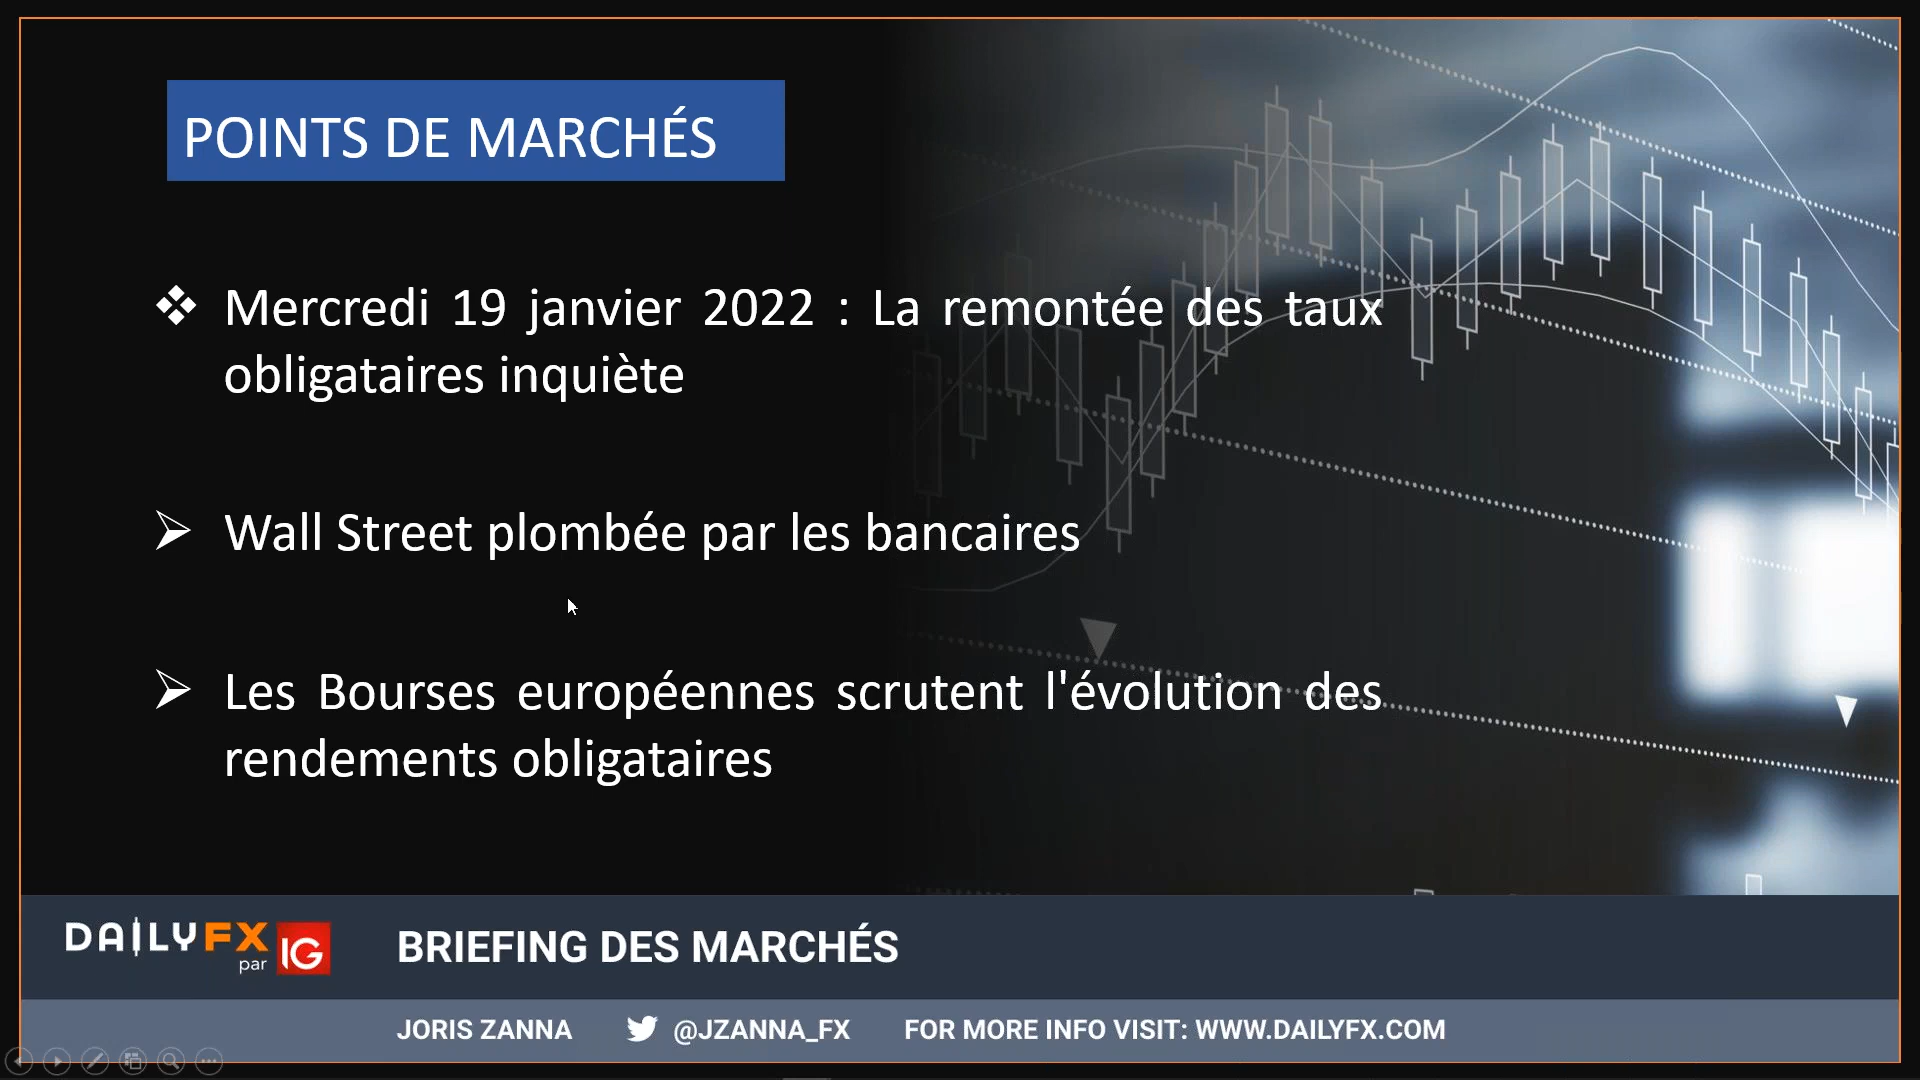 POINTS DE MARCHÉS
Mercredi 19 janvier 2022 : La remontée des taux
obligataires inquiète
Wall Street plombée par les bancaires
Les Bourses européennes scrutent l'évolution des
rendements obligataires
DAILYFX
par IG
BRIEFING DES MARCHÉS
JORIS ZANNA @JZANNA_FX FOR MORE INFO VISIT: WWW.DAILYFX.COM